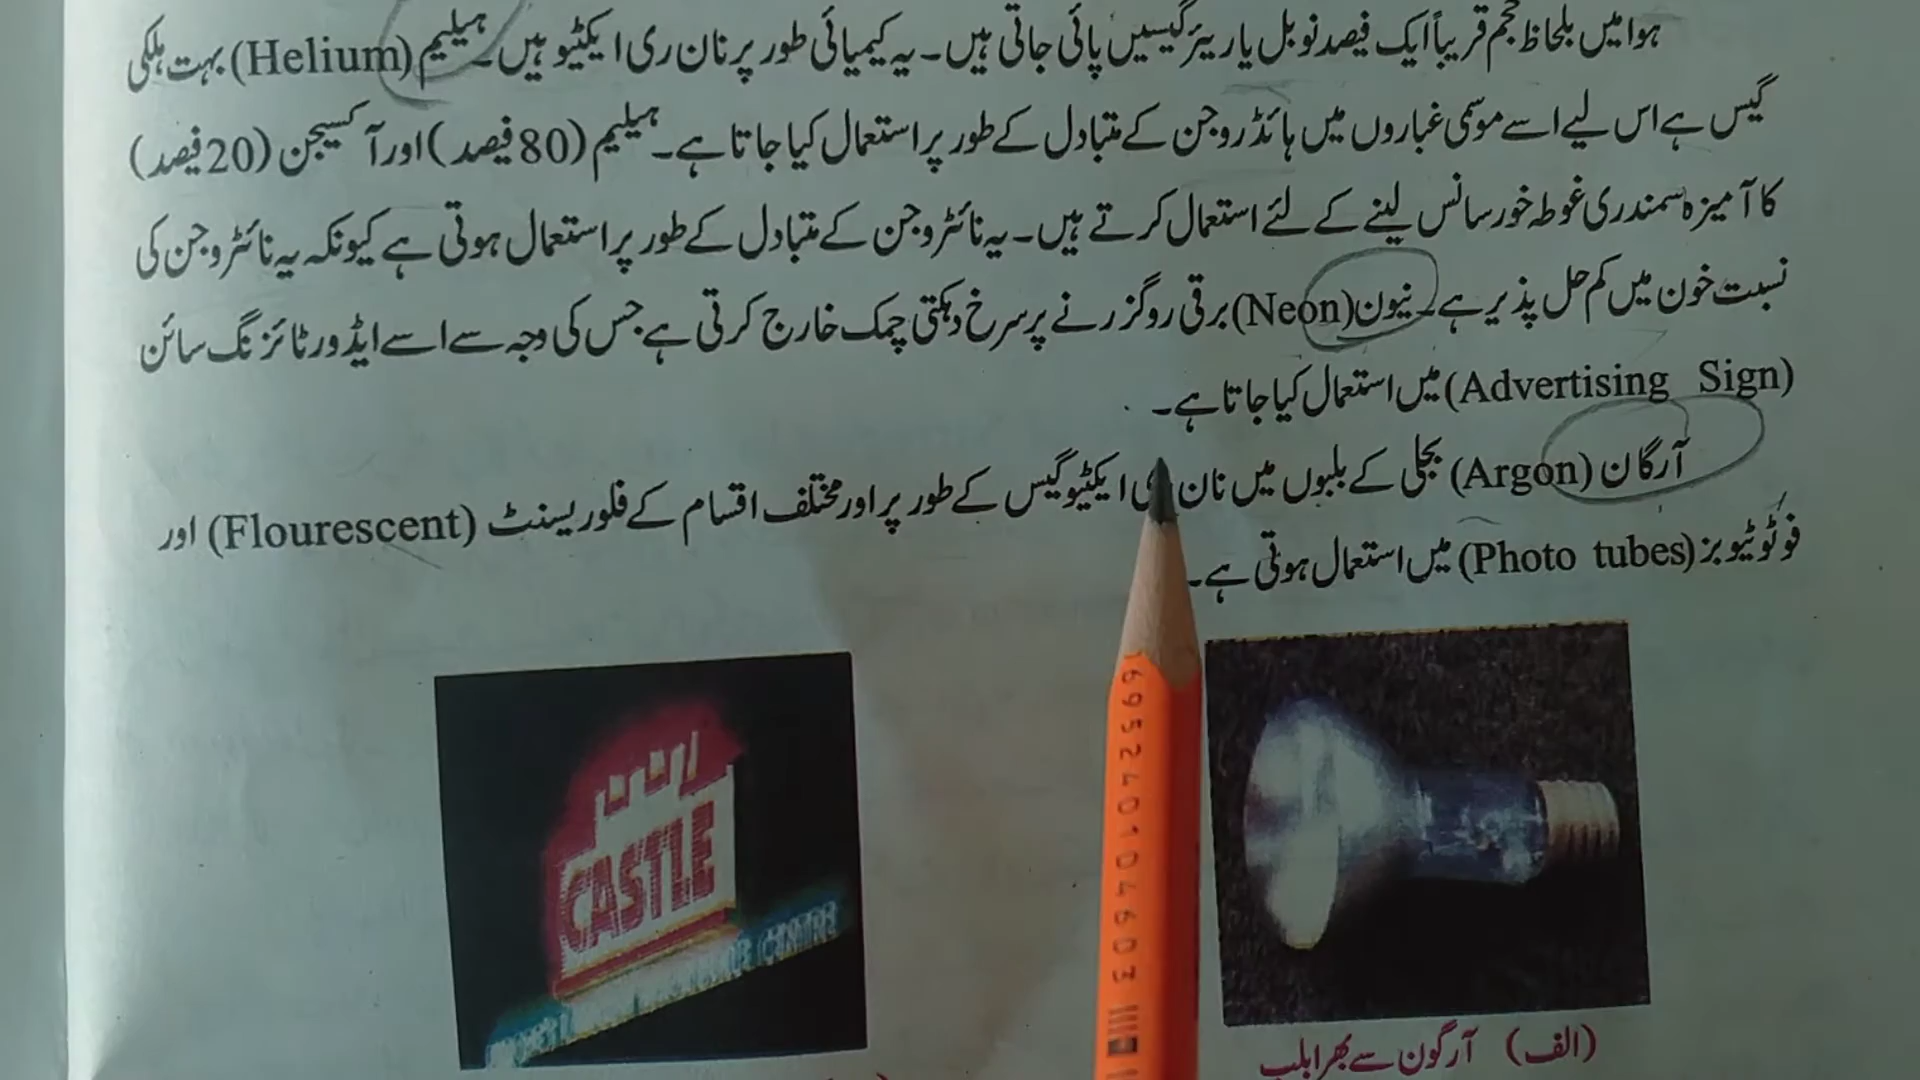 ہوا میں بلحاظ حجم قریباً ایک فیصد نوبل یا ریئر گیسیں پائی جاتی ہیں۔ یہ کیمیائی طور پر نان ری ایکٹیو ہیں۔ ہیلیم (Helium) بہت ہلکی
گیس ہے اس لیے اسے موسمی غباروں میں ہائڈروجن کے متبادل کے طور پر استعمال کیا جاتا ہے۔ ہیلیم (80 فیصد) اور آکسیجن (20 فیصد)
کا آمیزہ سمندری غوطہ خور سانس لینے کے لئے استعمال کرتے ہیں۔ یہ نائٹروجن کے متبادل کے طور پر استعمال ہوتی ہے کیونکہ یہ نائٹروجن کی
نسبت خون میں کم حل پذیر ہے۔ نیون (Neon) برقی رو گزرنے پر سرخ دہکتی چمک خارج کرتی ہے جس کی وجہ سے اسے ایڈورٹائزنگ سائن
(Advertising Sign) میں استعمال کیا جاتا ہے۔
آرگان (Argon) بجلی کے بلبوں میں نان ری ایکٹیو گیس کے طور پر اور مختلف اقسام کے فلوریسنٹ (Flourescent) اور
فوٹو ٹیوبز (Photo tubes) میں استعمال ہوتی ہے۔
CASTLE
CENTRE
695240104603
(الف) آرگون سے بھرا بلب